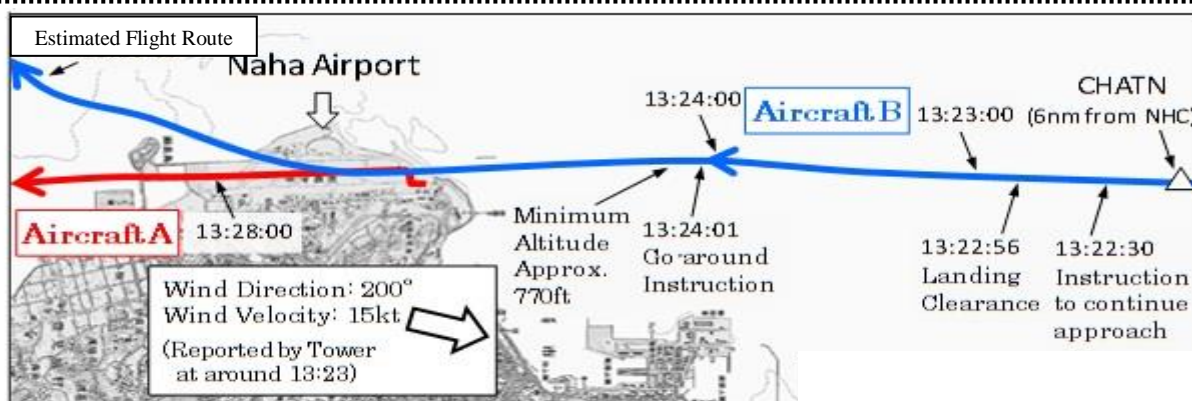 Estimated Flight Route
Naha Airport
13:24:00
Aircraft B
13:23:00
CHATN
(6nm from NHC)
Aircraft A
13:28:00
Minimum
Altitude
Approx.
770ft
13:24:01
Go-around
Instruction
13:22:56
Landing
Clearance
13:22:30
Instruction
to continue
approach
Wind Direction: 200°
Wind Velocity: 15kt
(Reported by Tower
at around 13:23)